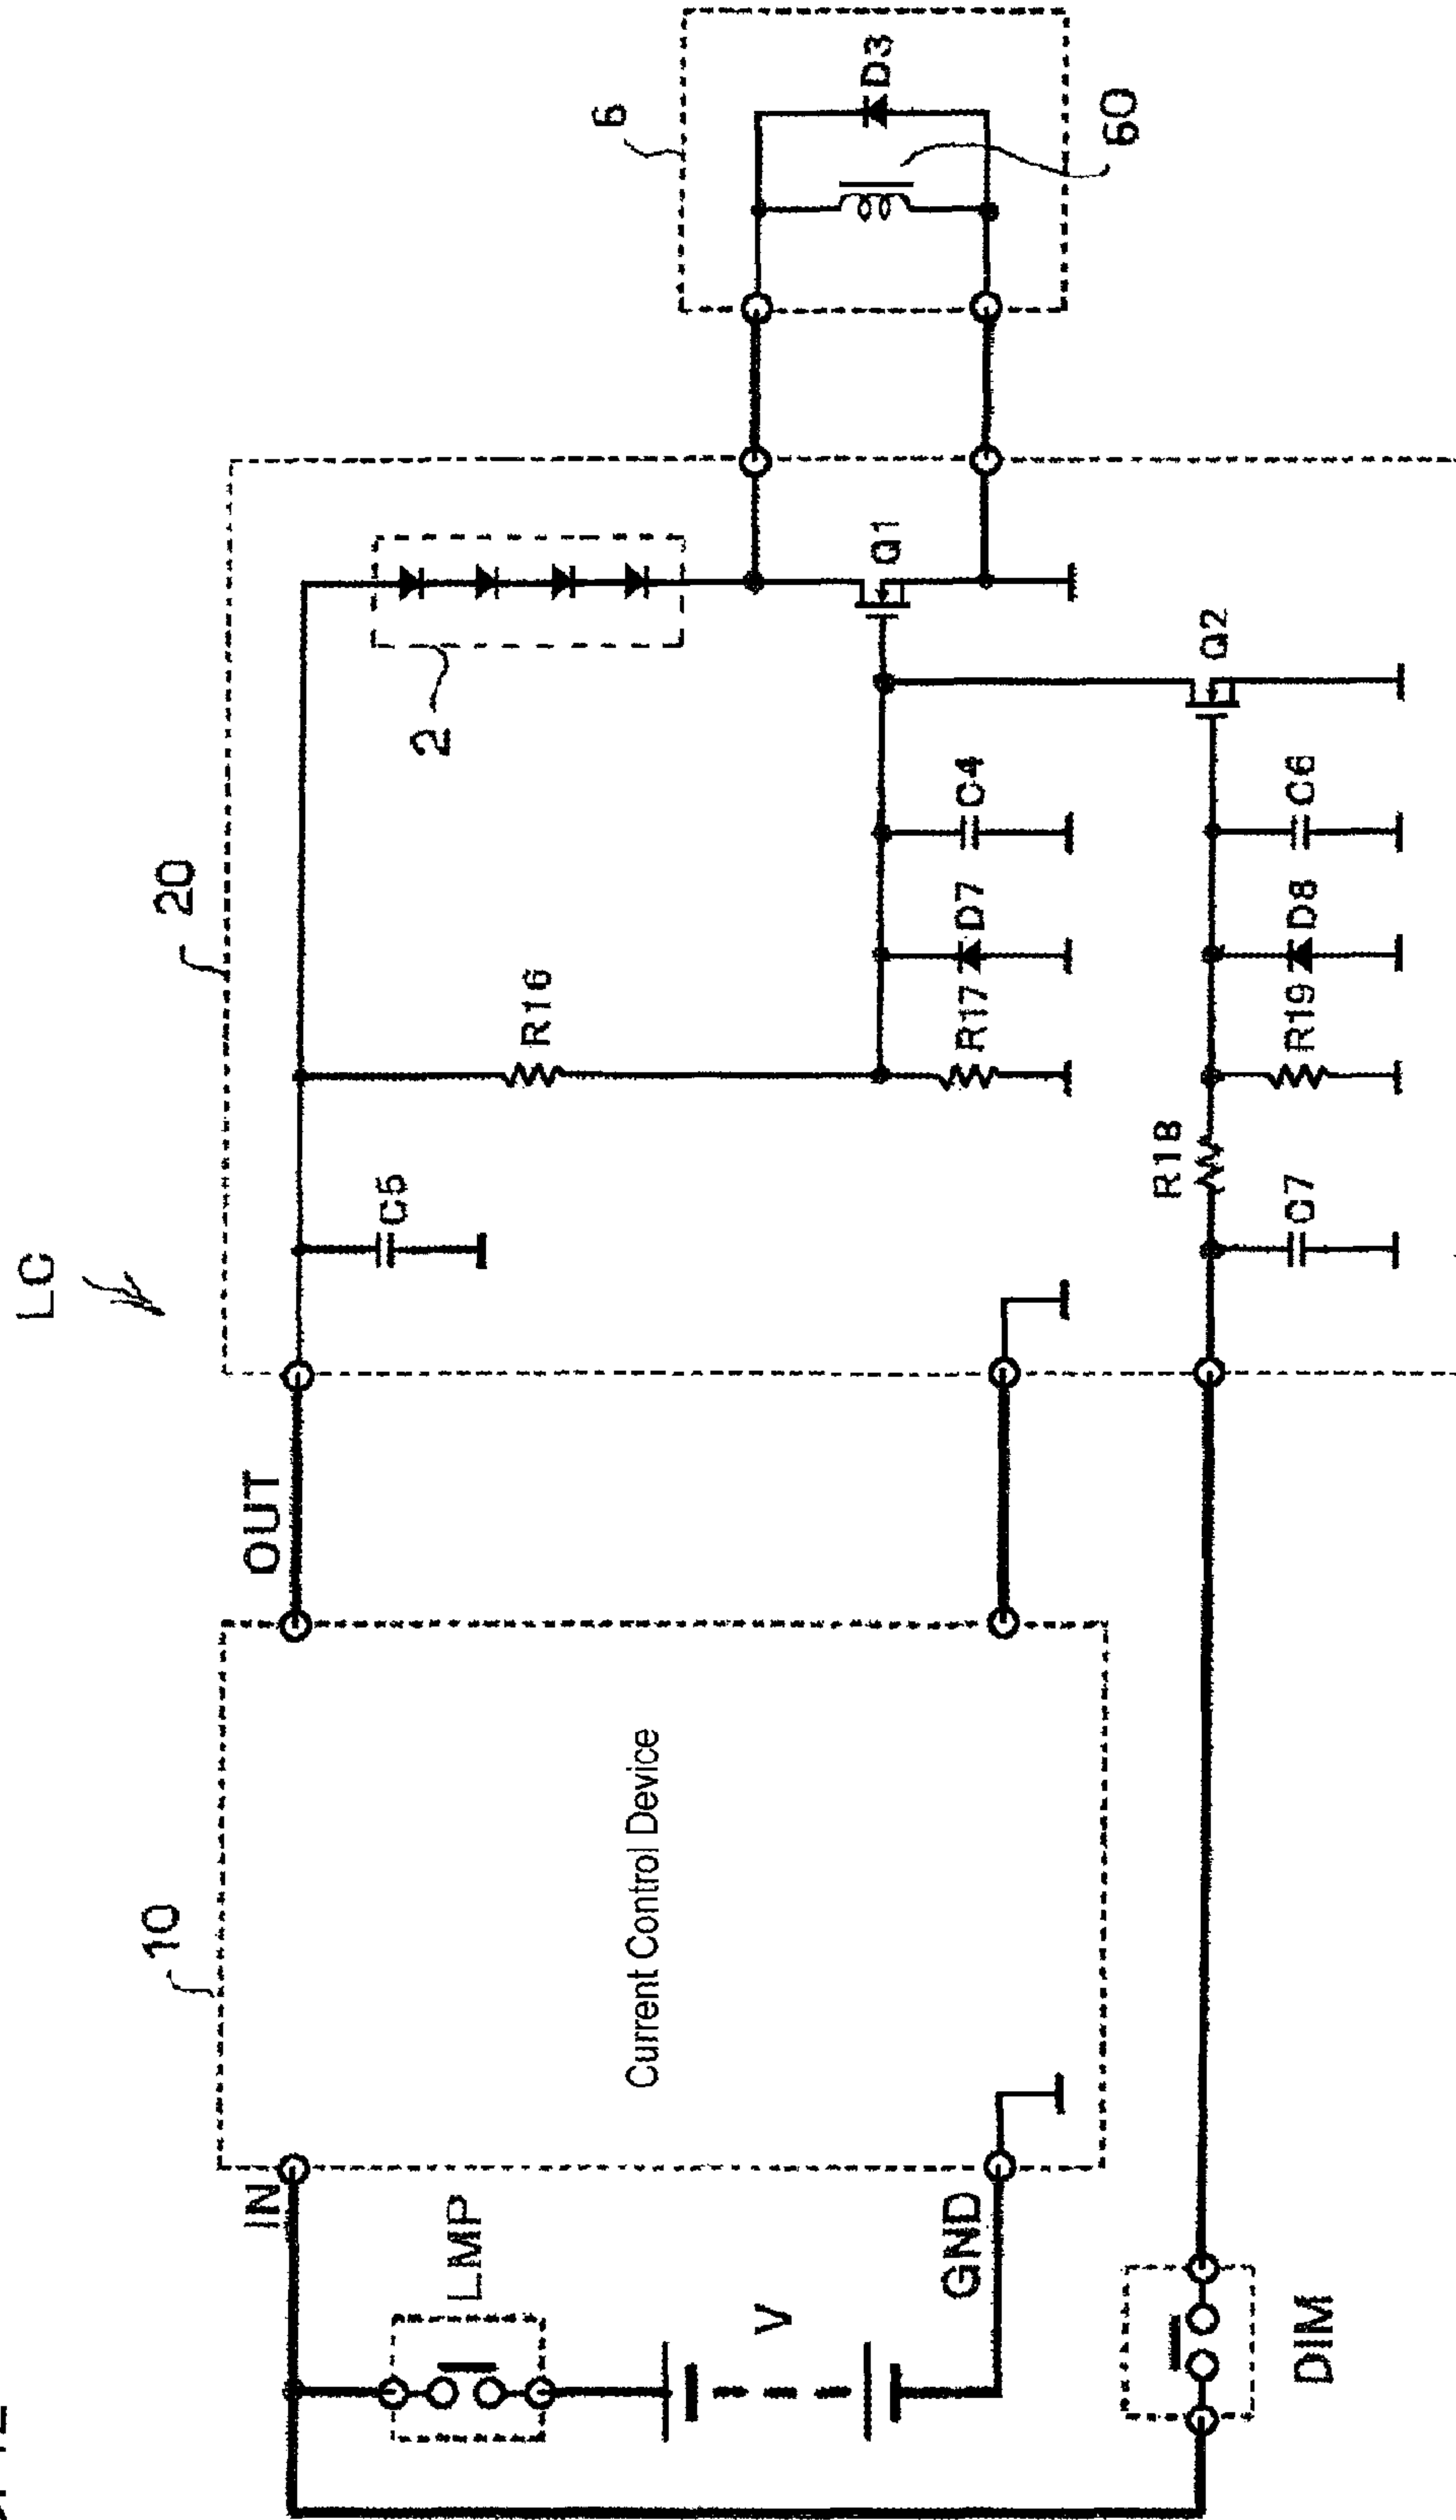 LC
10
20
6
IN
OUT
LMP
V
GND
DIM
Current Control Device
C5
R16
2
R17
D7
C4
Q1
R18
C7
R19
D8
C6
Q2
D3
60